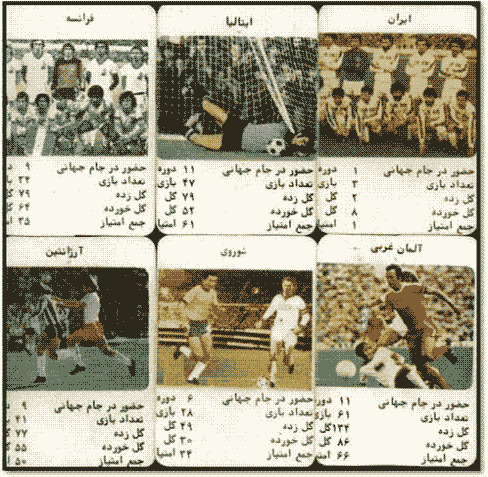 ایران
حضور در جام جهانی ۱ دوره
تعداد بازی ۳ بازی
گل زده ۲ گل
گل خورده ۸ گل
جمع امتیاز ۱
ایتالیا
حضور در جام جهانی ۱۱ دوره
تعداد بازی ۴۷ بازی
گل زده ۷۹ گل
گل خورده ۵۲ گل
جمع امتیاز ۶۱
فرانسه
حضور در جام جهانی ۹
تعداد بازی ۳۴
گل زده ۷۹ گل
گل خورده ۶۴ گل
جمع امتیاز ۳۵
آلمان غربی
حضور در جام جهانی ۱۱ دوره
تعداد بازی ۶۱ بازی
گل زده ۱۳۴ گل
گل خورده ۸۶ گل
جمع امتیاز ۶۶
شوروی
حضور در جام جهانی ۶ دوره
تعداد بازی ۲۸ بازی
گل زده ۴۹ گل
گل خورده ۳۰ گل
جمع امتیاز ۳۴
آرژانتین
حضور در جام جهانی ۹
تعداد بازی ۴۱
گل زده ۷۷
گل خورده ۵۵
جمع امتیاز ۵۰